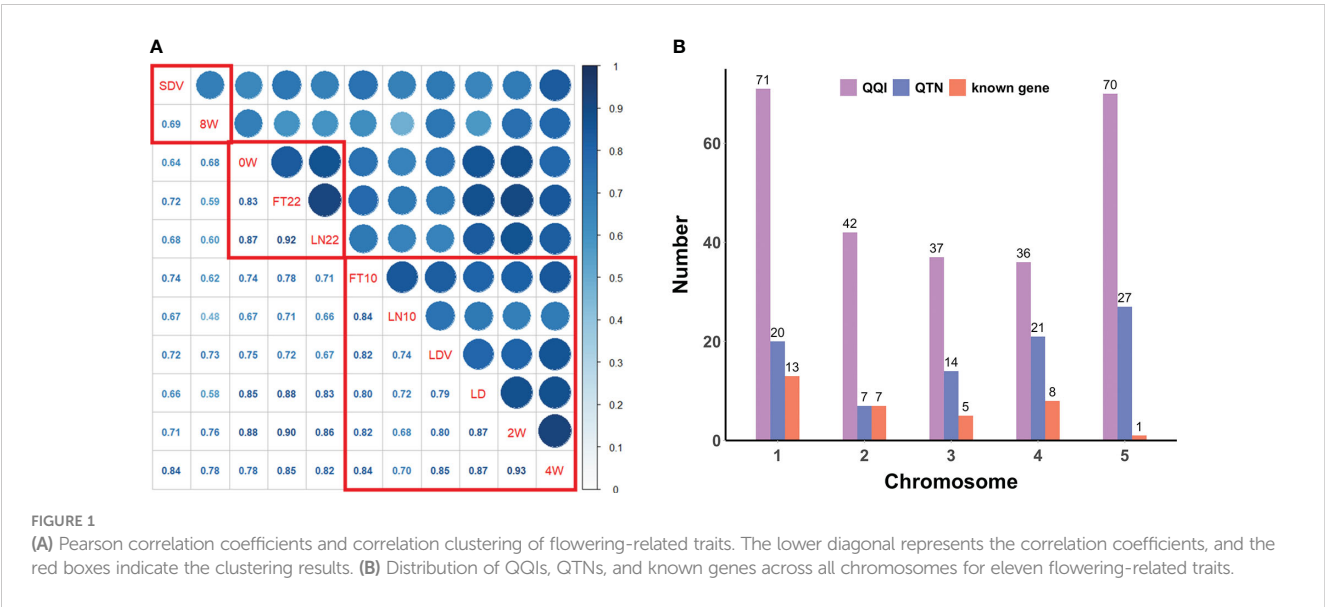 A
SDV
0.69 8W
0.64 0.68 0W
0.72 0.59 0.83 FT22
0.68 0.60 0.87 0.92 LN22
0.74 0.62 0.74 0.78 0.71 FT10
0.67 0.48 0.67 0.71 0.66 0.84 LN10
0.72 0.73 0.75 0.72 0.67 0.82 0.74 LDV
0.66 0.58 0.85 0.88 0.83 0.80 0.72 0.79 LD
0.71 0.76 0.88 0.90 0.86 0.82 0.68 0.80 0.87 2W
0.84 0.78 0.78 0.85 0.82 0.84 0.70 0.85 0.87 0.93 4W
1
0.9
0.8
0.7
0.6
0.5
0.4
0.3
0.2
0.1
0
B
QQI QTN known gene
Number
60
40
20
0
71 20 13
42 7 7
37 14 5
36 21 8
70 27 1
1 2 3 4 5
Chromosome
FIGURE 1
(A) Pearson correlation coefficients and correlation clustering of flowering-related traits. The lower diagonal represents the correlation coefficients, and the
red boxes indicate the clustering results. (B) Distribution of QQIs, QTNs, and known genes across all chromosomes for eleven flowering-related traits.